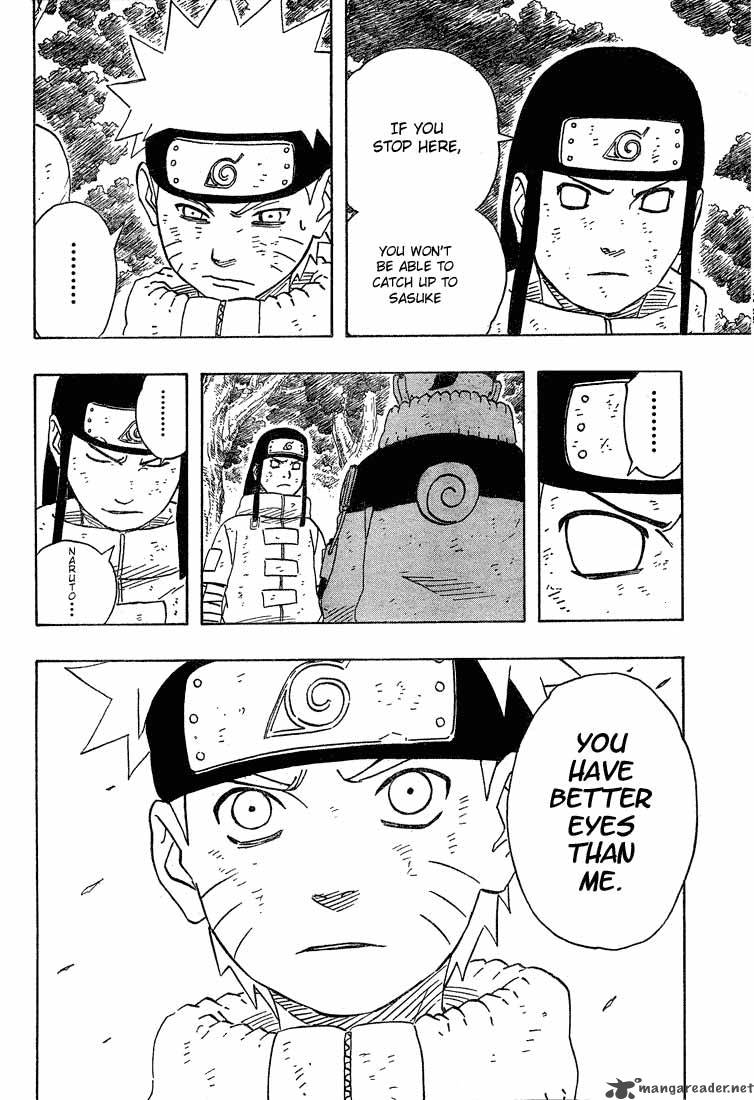 IF YOU
STOP HERE,
YOU WON'T
BE ABLE TO
CATCH UP TO
SASUKE
........
........
........
NARUTO...
YOU
HAVE
BETTER
EYES
THAN
ME.
mangareader.net